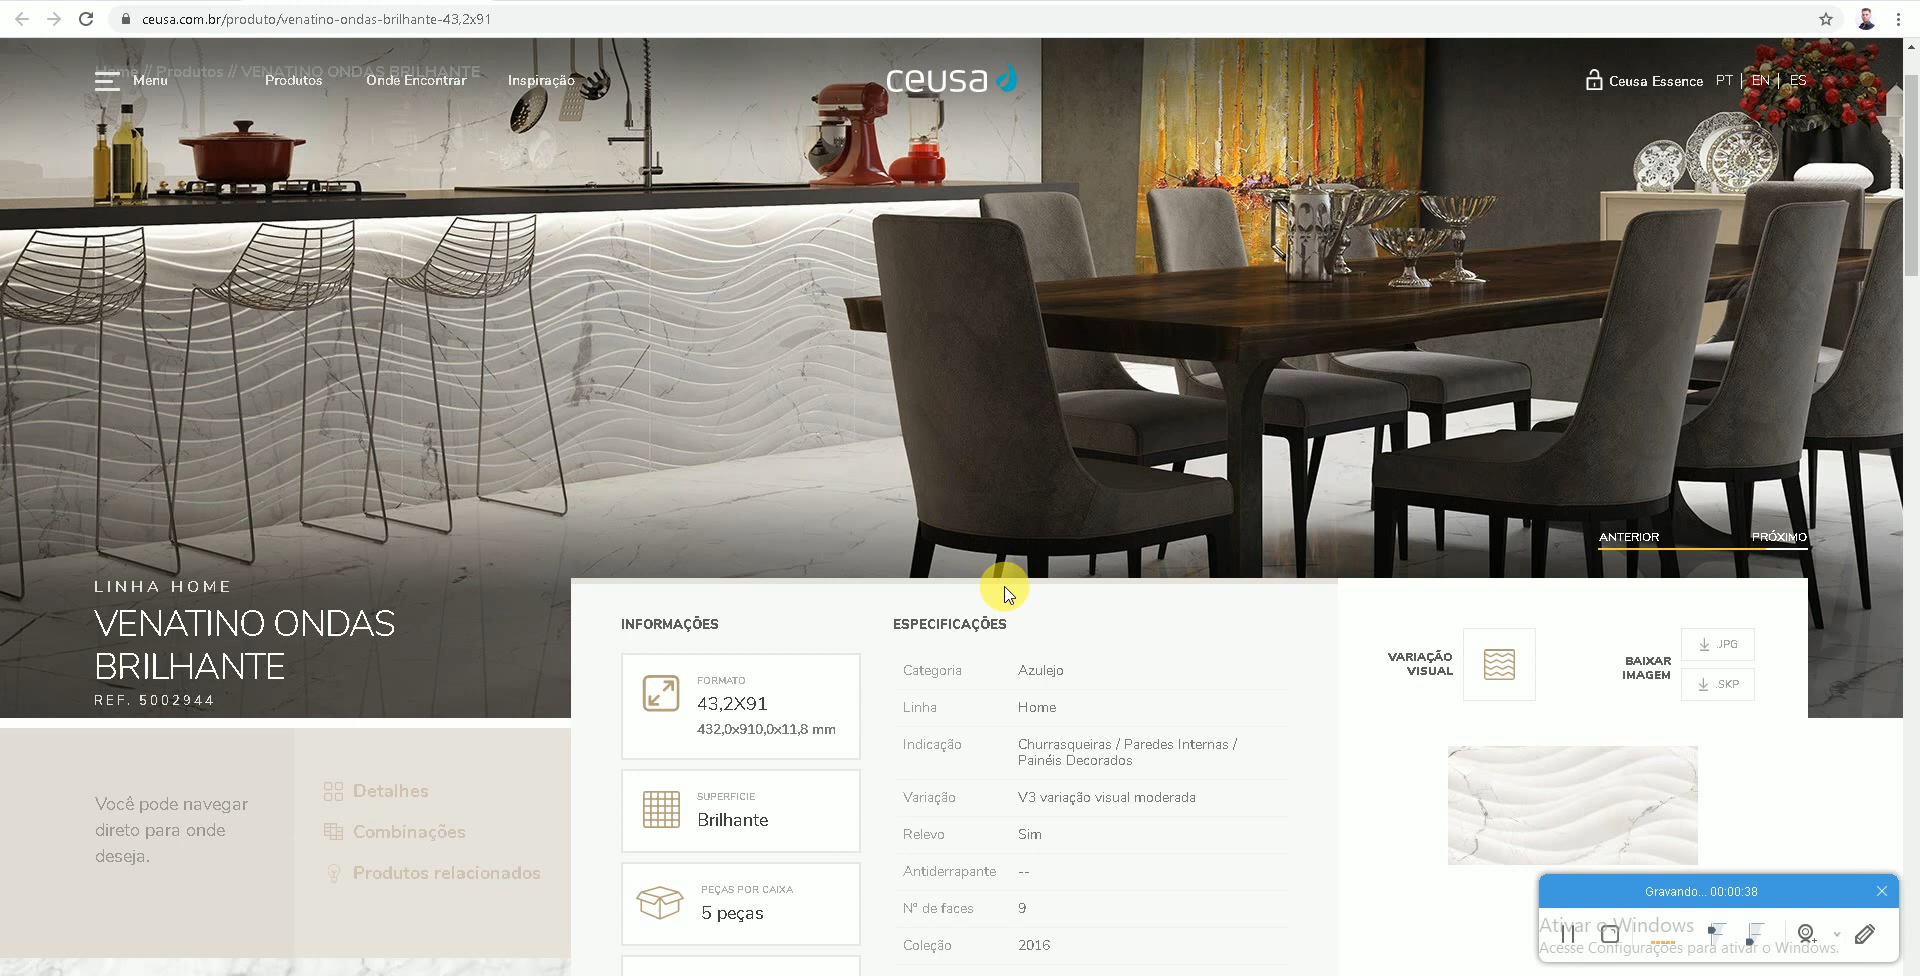 ceusa.com.br/produto/venatino-ondas-brilhante-43,2x91
Home // Produtos // VENATINO ONDAS BRILHANTE
Menu
Produtos
Onde Encontrar
Inspiração
ceusa
Ceusa Essence
PT | EN | ES
ANTERIOR
PRÓXIMO
LINHA HOME
VENATINO ONDAS
BRILHANTE
REF. 5002944
Você pode navegar
direto para onde
deseja.
Detalhes
Combinações
Produtos relacionados
INFORMAÇÕES
FORMATO
43,2X91
432,0x910,0x11,8 mm
SUPERFICIE
Brilhante
PEÇAS POR CAIXA
5 peças
ESPECIFICAÇÕES
Categoria Azulejo
Linha Home
Indicação Churrasqueiras / Paredes Internas /
Painéis Decorados
Variação V3 variação visual moderada
Relevo Sim
Antiderrapante --
Nº de faces 9
Coleção 2016
VARIAÇÃO
VISUAL
BAIXAR
IMAGEM
.JPG
.SKP
Gravando... 00:00:38
Ativar o Windows
Acesse Configurações para ativar o Windows.